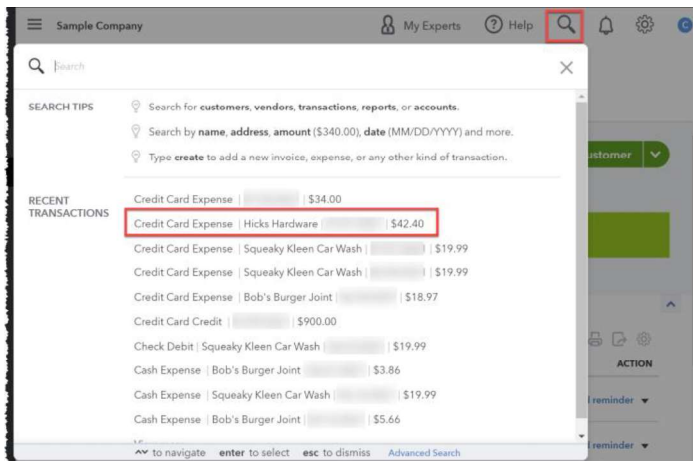 Sample Company My Experts Help C
Search
SEARCH TIPS
Search for customers, vendors, transactions, reports, or accounts.
Search by name, address, amount ($340.00), date (MM/DD/YYYY) and more.
Type create to add a new invoice, expense, or any other kind of transaction.
ustomer
RECENT TRANSACTIONS
Credit Card Expense | | $34.00
Credit Card Expense | Hicks Hardware | $42.40
Credit Card Expense | Squeaky Kleen Car Wash | | $19.99
Credit Card Expense | Squeaky Kleen Car Wash | | $19.99
Credit Card Expense | Bob's Burger Joint | | $18.97
Credit Card Credit | | $900.00
Check Debit | Squeaky Kleen Car Wash | | $19.99
Cash Expense | Bob's Burger Joint | $3.86
Cash Expense | Squeaky Kleen Car Wash | | $19.99
Cash Expense | Bob's Burger Joint | | $5.66
ACTION
l reminder
l reminder
to navigate enter to select esc to dismiss Advanced Search